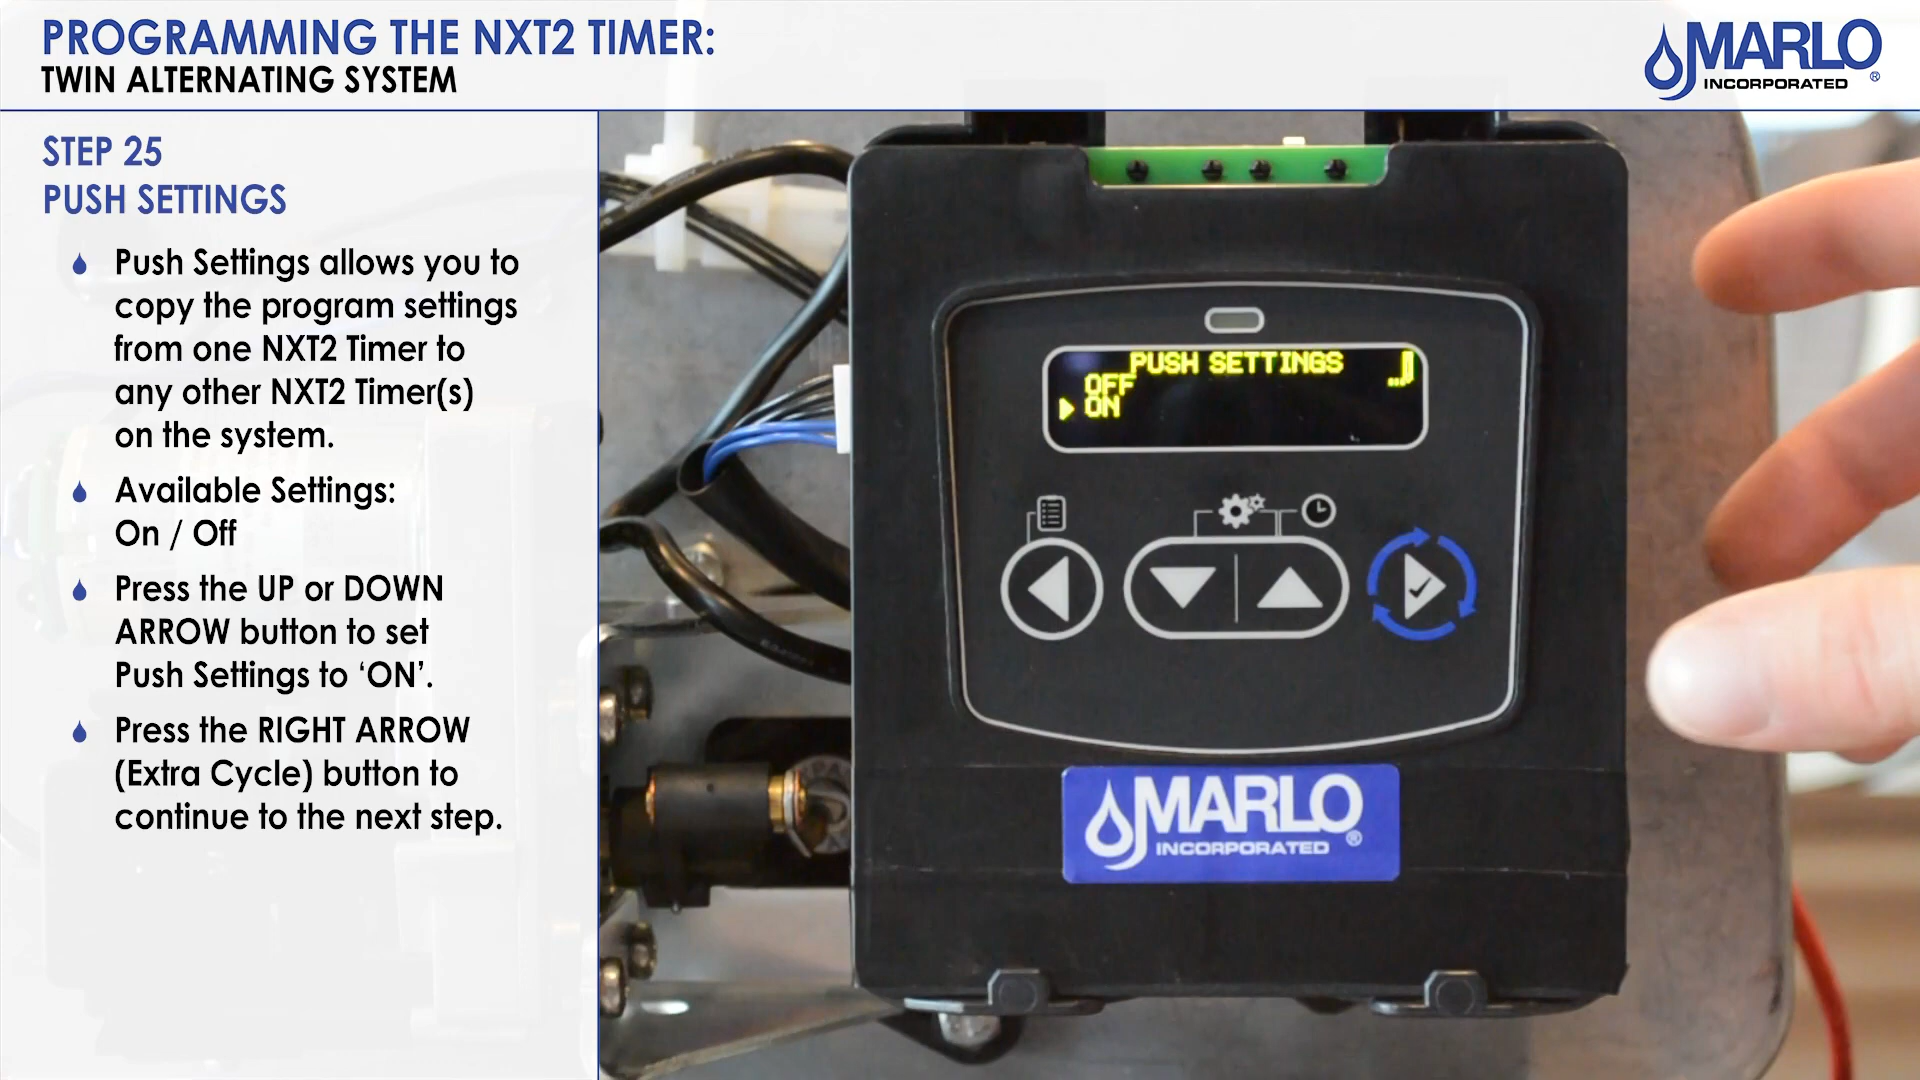 PROGRAMMING THE NXT2 TIMER:
TWIN ALTERNATING SYSTEM
MARLO
INCORPORATED ®
STEP 25
PUSH SETTINGS
Push Settings allows you to
copy the program settings
from one NXT2 Timer to
any other NXT2 Timer(s)
on the system.
Available Settings:
On / Off
Press the UP or DOWN
ARROW button to set
Push Settings to ‘ON’.
Press the RIGHT ARROW
(Extra Cycle) button to
continue to the next step.
PUSH SETTINGS
OFF
ON
MARLO
INCORPORATED ®